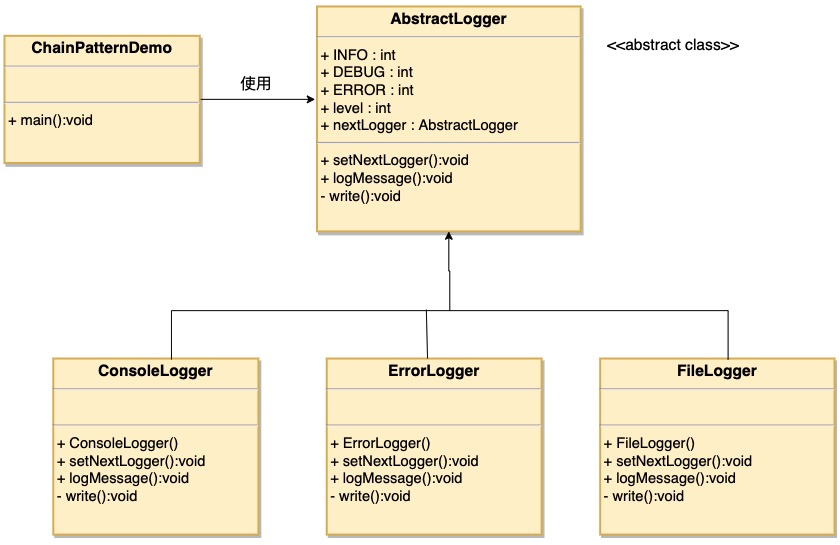 ChainPatternDemo
+ main():void
使用
AbstractLogger
+ INFO : int
+ DEBUG : int
+ ERROR : int
+ level : int
+ nextLogger : AbstractLogger
+ setNextLogger():void
+ logMessage():void
- write():void
<<abstract class>>
ConsoleLogger
+ ConsoleLogger()
+ setNextLogger():void
+ logMessage():void
- write():void
ErrorLogger
+ ErrorLogger()
+ setNextLogger():void
+ logMessage():void
- write():void
FileLogger
+ FileLogger()
+ setNextLogger():void
+ logMessage():void
- write():void